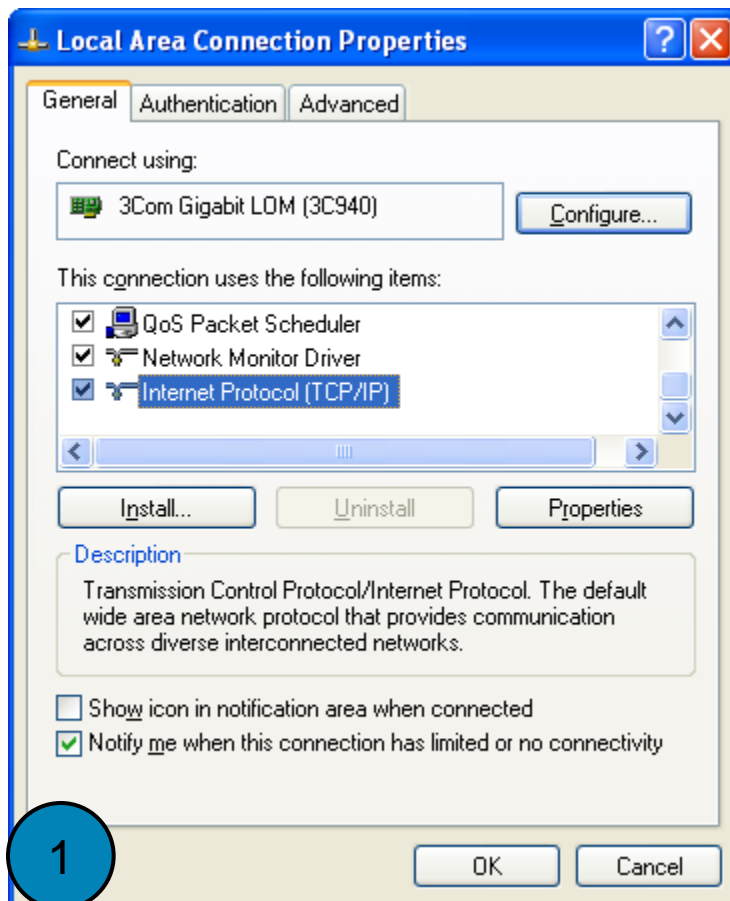 Local Area Connection Properties
General Authentication Advanced
Connect using:
3Com Gigabit LOM (3C940)
Configure...
This connection uses the following items:
QoS Packet Scheduler
Network Monitor Driver
Internet Protocol (TCP/IP)
Install... Uninstall Properties
Description
Transmission Control Protocol/Internet Protocol. The default
wide area network protocol that provides communication
across diverse interconnected networks.
Show icon in notification area when connected
Notify me when this connection has limited or no connectivity
1
OK Cancel